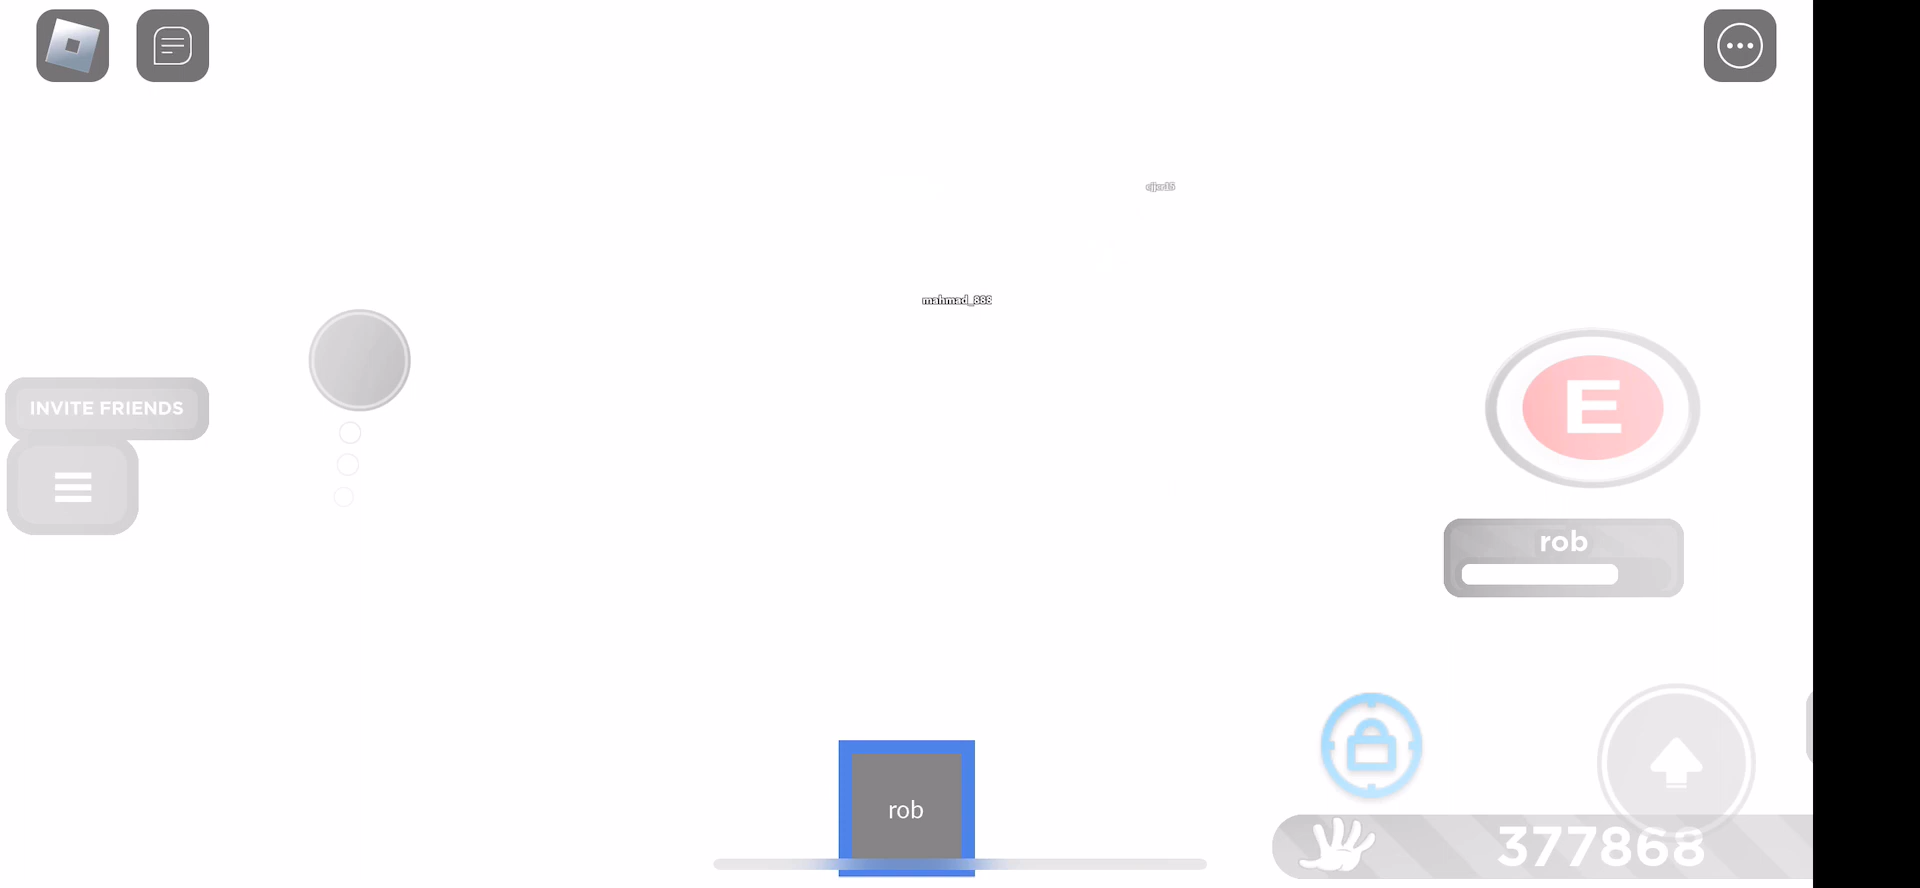 mahmad_888
INVITE FRIENDS
E
rob
rob
377868